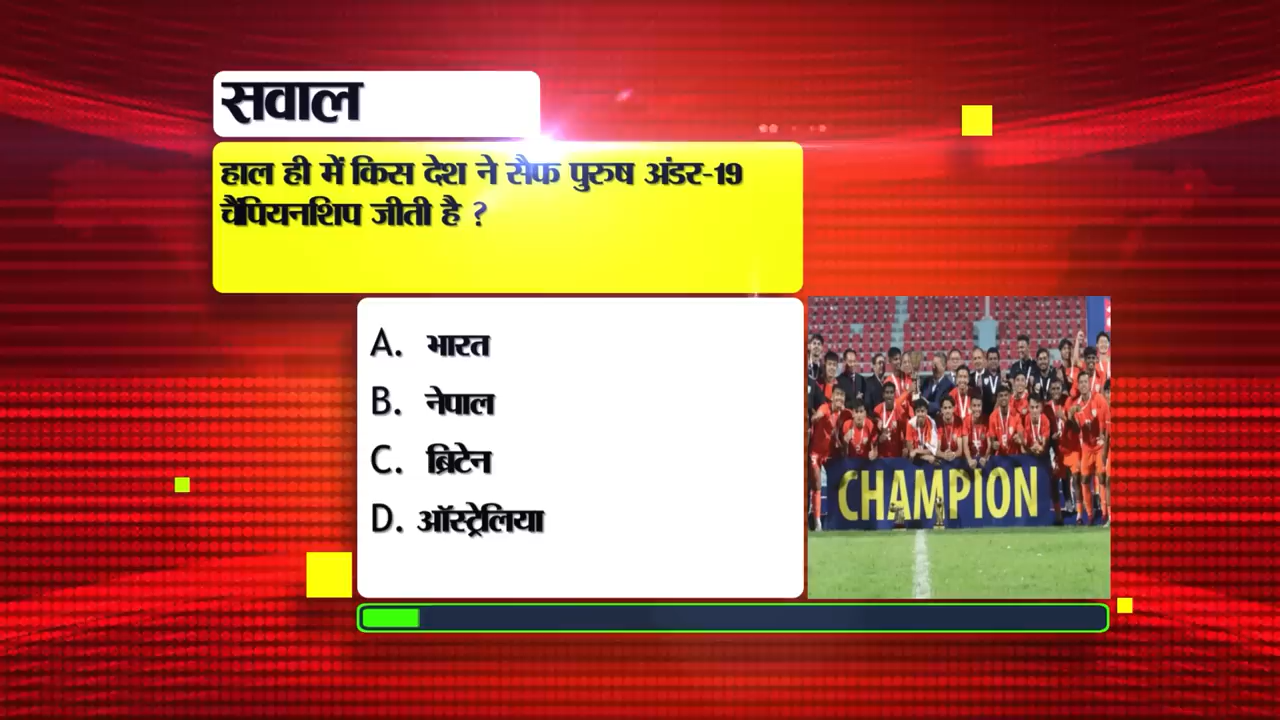 सवाल
हाल ही में किस देश ने सैफ पुरुष अंडर-19
चैंपियनशिप जीती है ?
A. भारत
B. नेपाल
C. ब्रिटेन
D. ऑस्ट्रेलिया
CHAMPION